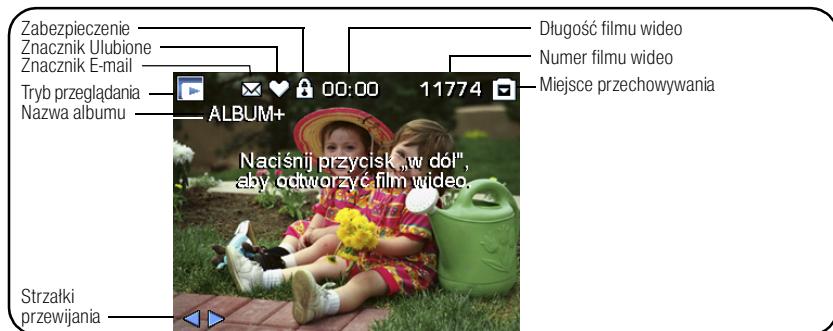 Zabezpieczenie
Znacznik Ulubione
Znacznik E-mail
Tryb przeglądania
Nazwa albumu
Długość filmu wideo
Numer filmu wideo
Miejsce przechowywania
00:00 11774
ALBUM+
Naciśnij przycisk „w dół",
aby odtworzyć film wideo.
Strzałki
przewijania